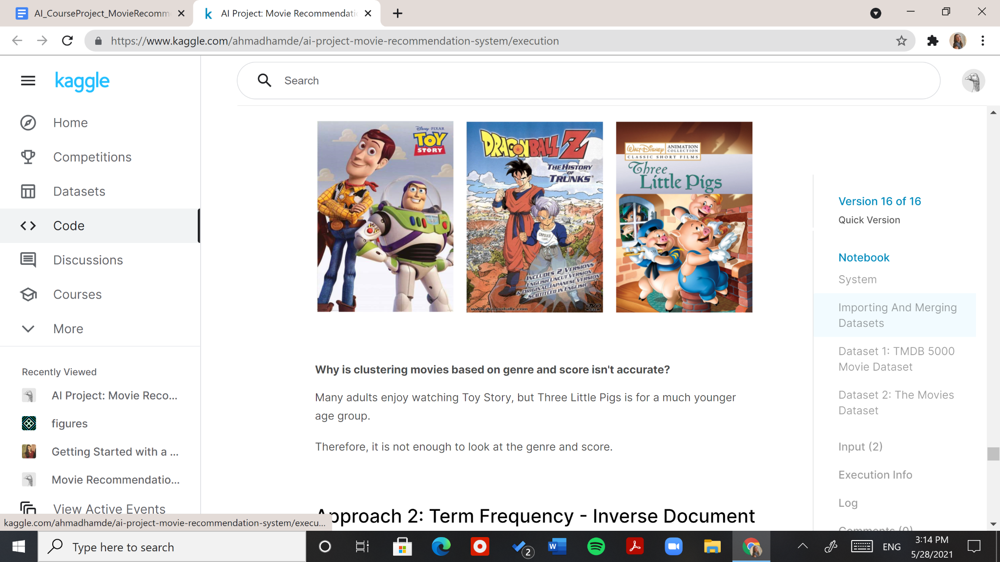 AI_CourseProject_MovieRecomm
AI Project: Movie Recommendati
https://www.kaggle.com/ahmadhamde/ai-project-movie-recommendation-system/execution
kaggle
Search
Home
Competitions
Datasets
Code
Discussions
Courses
More
Recently Viewed
AI Project: Movie Reco...
figures
Getting Started with a ...
Movie Recommendatio...
View Active Events
kaggle.com/ahmadhamde/ai-project-movie-recommendation-system/execu...
Disney PIXAR
TOY
STORY
DRAGONBALL Z
THE HISTORY
OF
TRUNKS
CAPSULE
INCLUDES 2 VERSIONS
ENGLISH UNCUT VERSION
& ORIGINAL JAPANESE VERSION
SUBTITLED IN ENGLISH
www.dragonballz.com
DVD
WALT DISNEY ANIMATION
COLLECTION
CLASSIC SHORT FILMS
Three
Little Pigs
Why is clustering movies based on genre and score isn't accurate?
Many adults enjoy watching Toy Story, but Three Little Pigs is for a much younger
age group.
Therefore, it is not enough to look at the genre and score.
Approach 2: Term Frequency - Inverse Document
Version 16 of 16
Quick Version
Notebook
System
Importing And Merging
Datasets
Dataset 1: TMDB 5000
Movie Dataset
Dataset 2: The Movies
Dataset
Input (2)
Execution Info
Log
Comments (0)
Type here to search
2
ENG
3:14 PM
5/28/2021